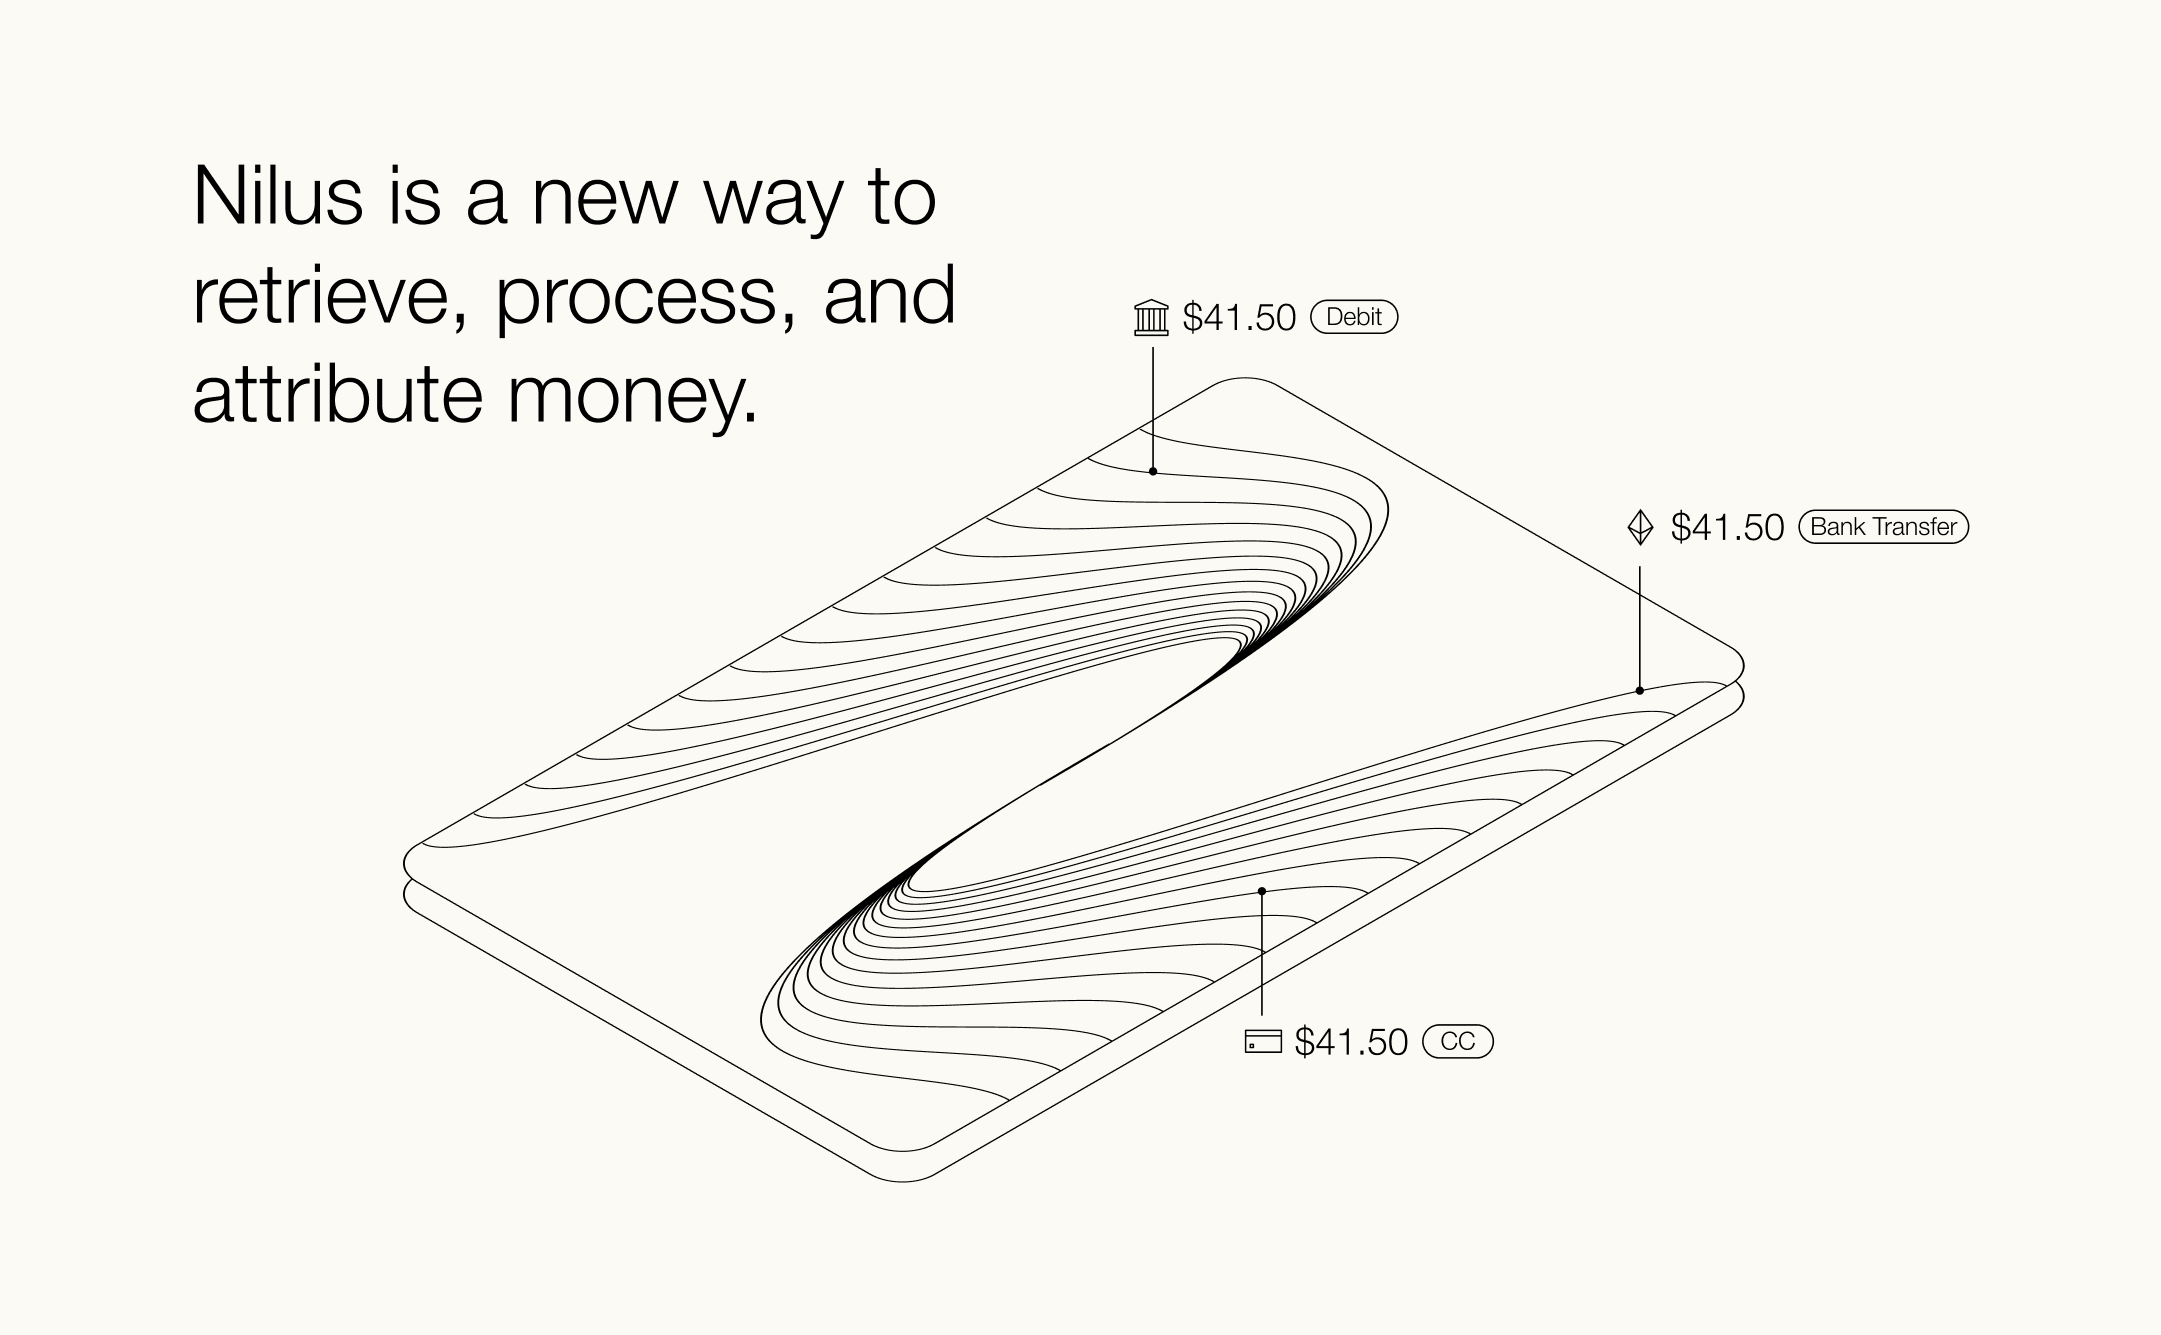 Nilus is a new way to
retrieve, process, and
attribute money.
$41.50 Debit
$41.50 Bank Transfer
$41.50 CC